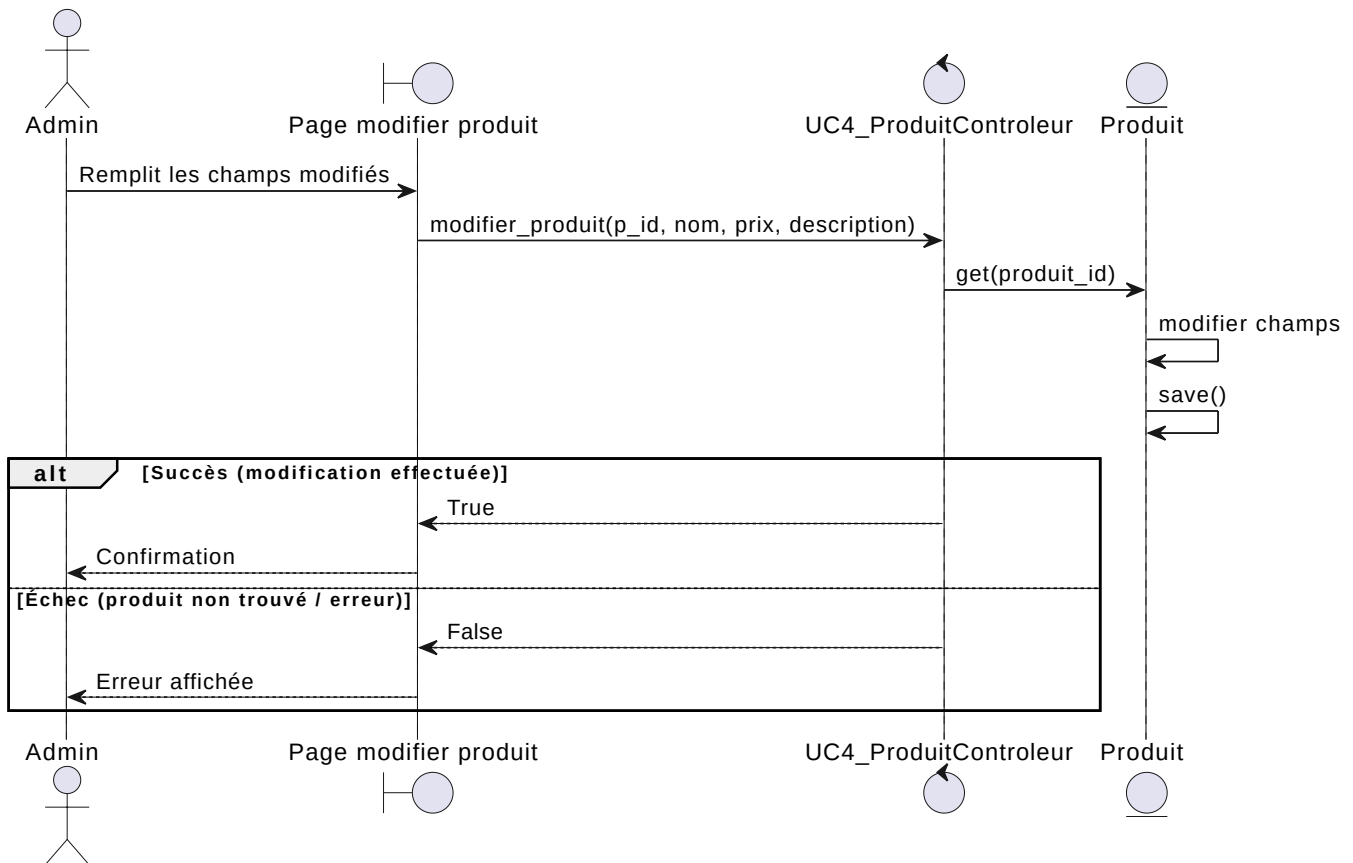 Admin
Page modifier produit
UC4_ProduitControleur
Produit
Remplit les champs modifiés
modifier_produit(p_id, nom, prix, description)
get(produit_id)
modifier champs
save()
alt
[Succès (modification effectuée)]
True
Confirmation
[Échec (produit non trouvé / erreur)]
False
Erreur affichée
Admin
Page modifier produit
UC4_ProduitControleur
Produit